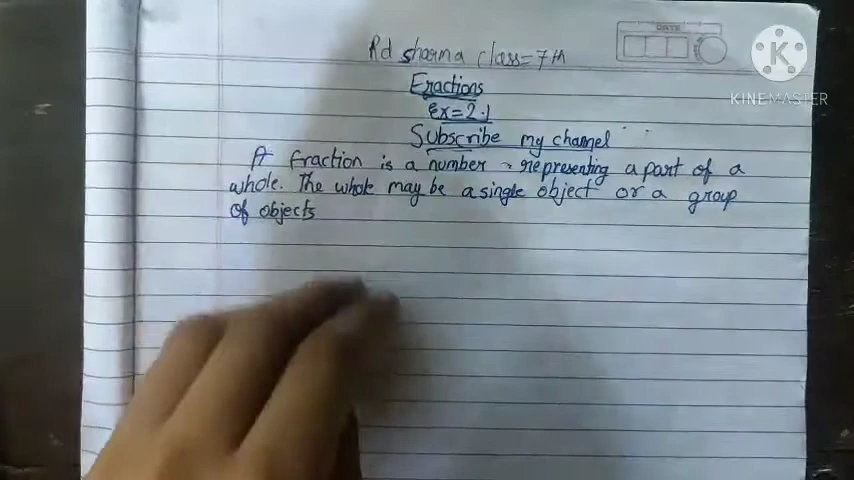 Rd sharma class=7th
DATE
K
KINEMASTER
Fractions
Ex=2.1
Subscribe my channel
A fraction is a number representing a part of a
whole. The whole may be a single object or a group
of objects